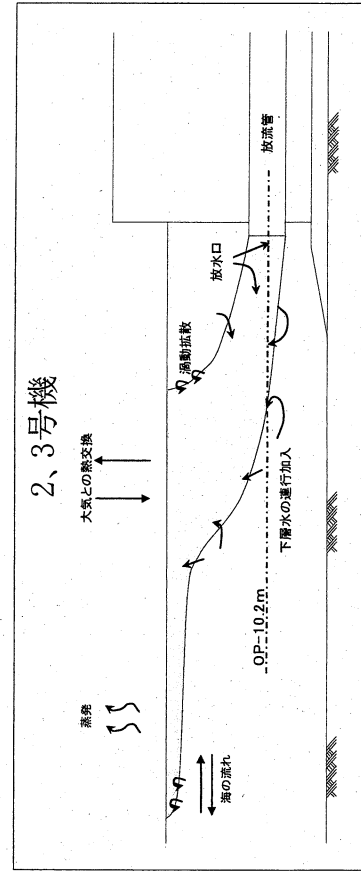 2、3号機
蒸発
大気との熱交換
渦動拡散
放水口
放流管
海の流れ
下層水の連行加入
OP-10.2m